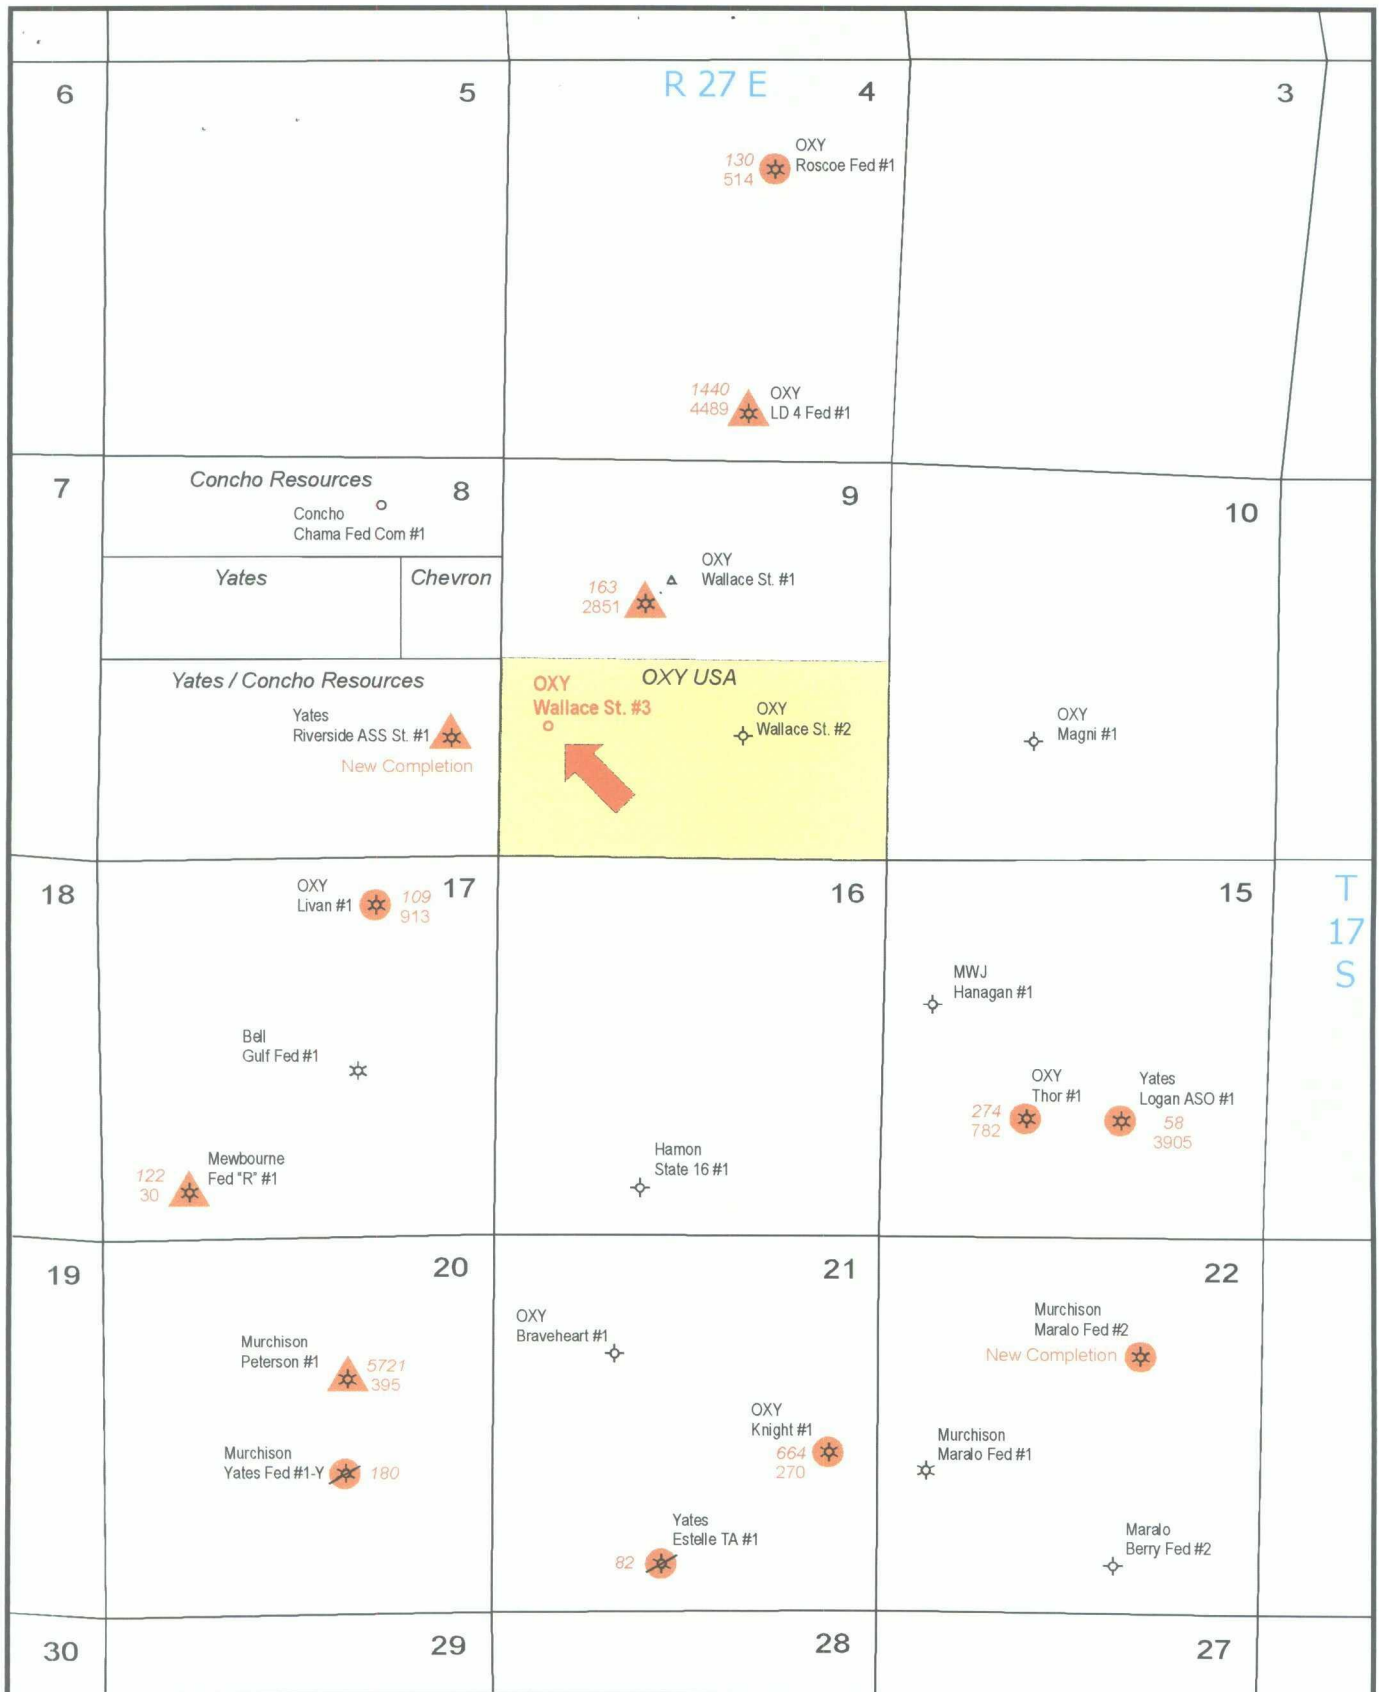 6
5
R 27 E
4
3
130
514
OXY
Roscoe Fed #1
1440
4489
OXY
LD 4 Fed #1
7
Concho Resources
8
Concho
Chama Fed Com #1
9
10
Yates
Chevron
163
2851
OXY
Wallace St. #1
Yates / Concho Resources
Yates
Riverside ASS St. #1
New Completion
OXY USA
OXY
Wallace St. #3
OXY
Wallace St. #2
OXY
Magni #1
18
OXY
Livan #1
109
913
17
16
15
T
17
S
MWJ
Hanagan #1
Bell
Gulf Fed #1
OXY
Thor #1
274
782
Yates
Logan ASO #1
58
3905
Mewbourne
Fed "R" #1
122
30
Hamon
State 16 #1
19
20
21
22
OXY
Braveheart #1
Murchison
Maralo Fed #2
New Completion
Murchison
Peterson #1
5721
395
OXY
Knight #1
664
270
Murchison
Maralo Fed #1
Murchison
Yates Fed #1-Y
180
Yates
Estelle TA #1
82
Maralo
Berry Fed #2
30
29
28
27